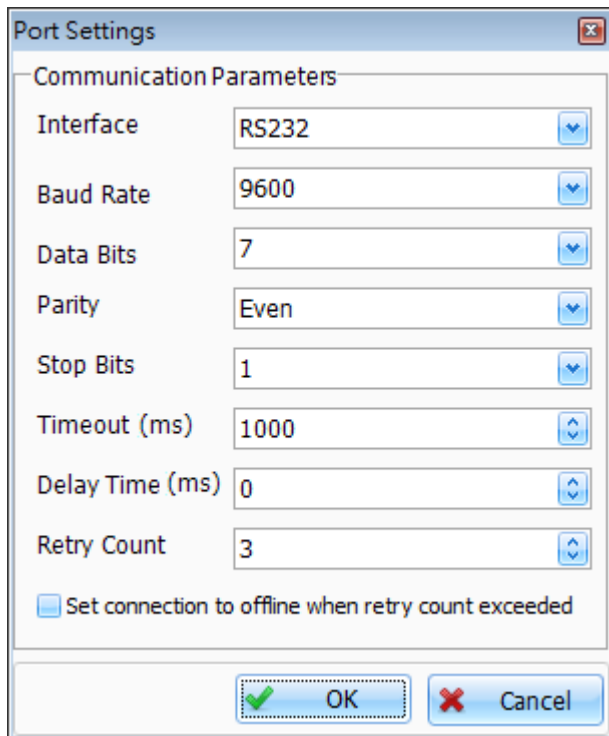 Port Settings
Communication Parameters
Interface RS232
Baud Rate 9600
Data Bits 7
Parity Even
Stop Bits 1
Timeout (ms) 1000
Delay Time (ms) 0
Retry Count 3
Set connection to offline when retry count exceeded
OK Cancel